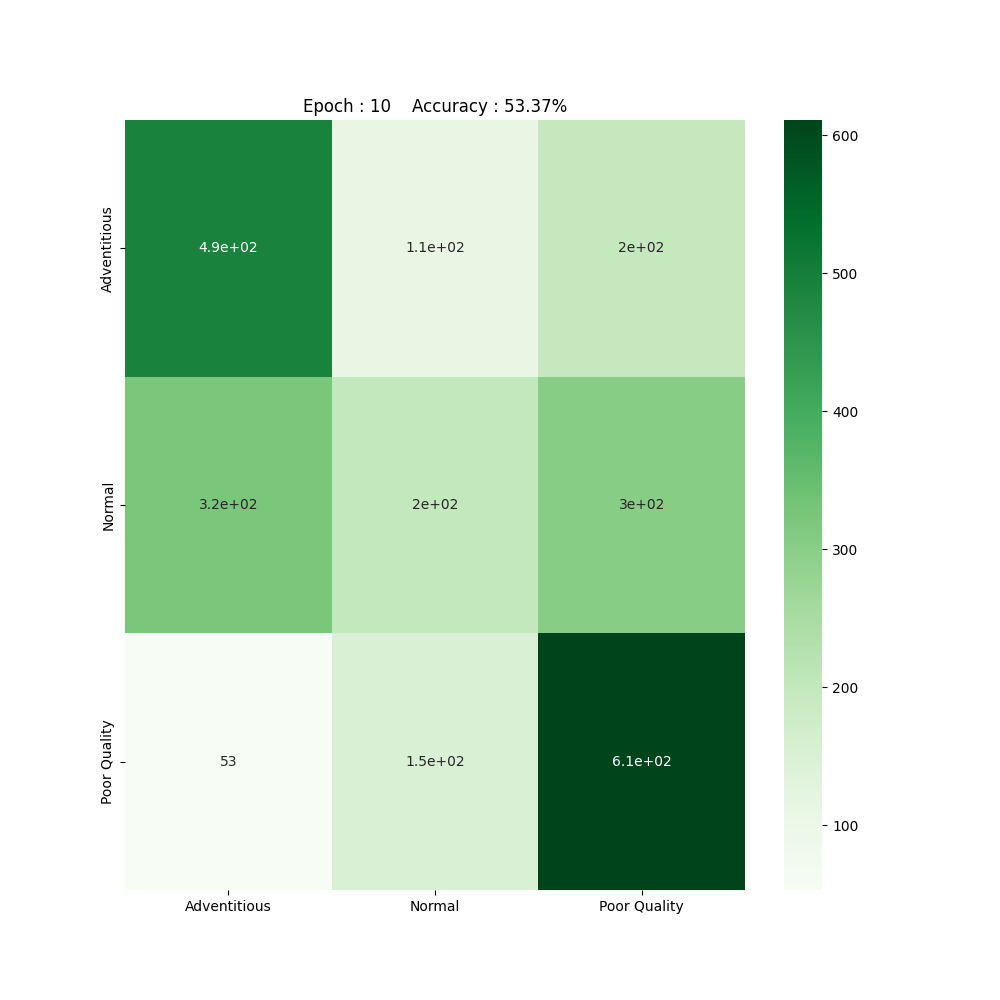 Epoch : 10    Accuracy : 53.37%
Adventitious
4.9e+02 1.1e+02 2e+02
Normal
3.2e+02 2e+02 3e+02
Poor Quality
53 1.5e+02 6.1e+02
Adventitious Normal Poor Quality
600
500
400
300
200
100